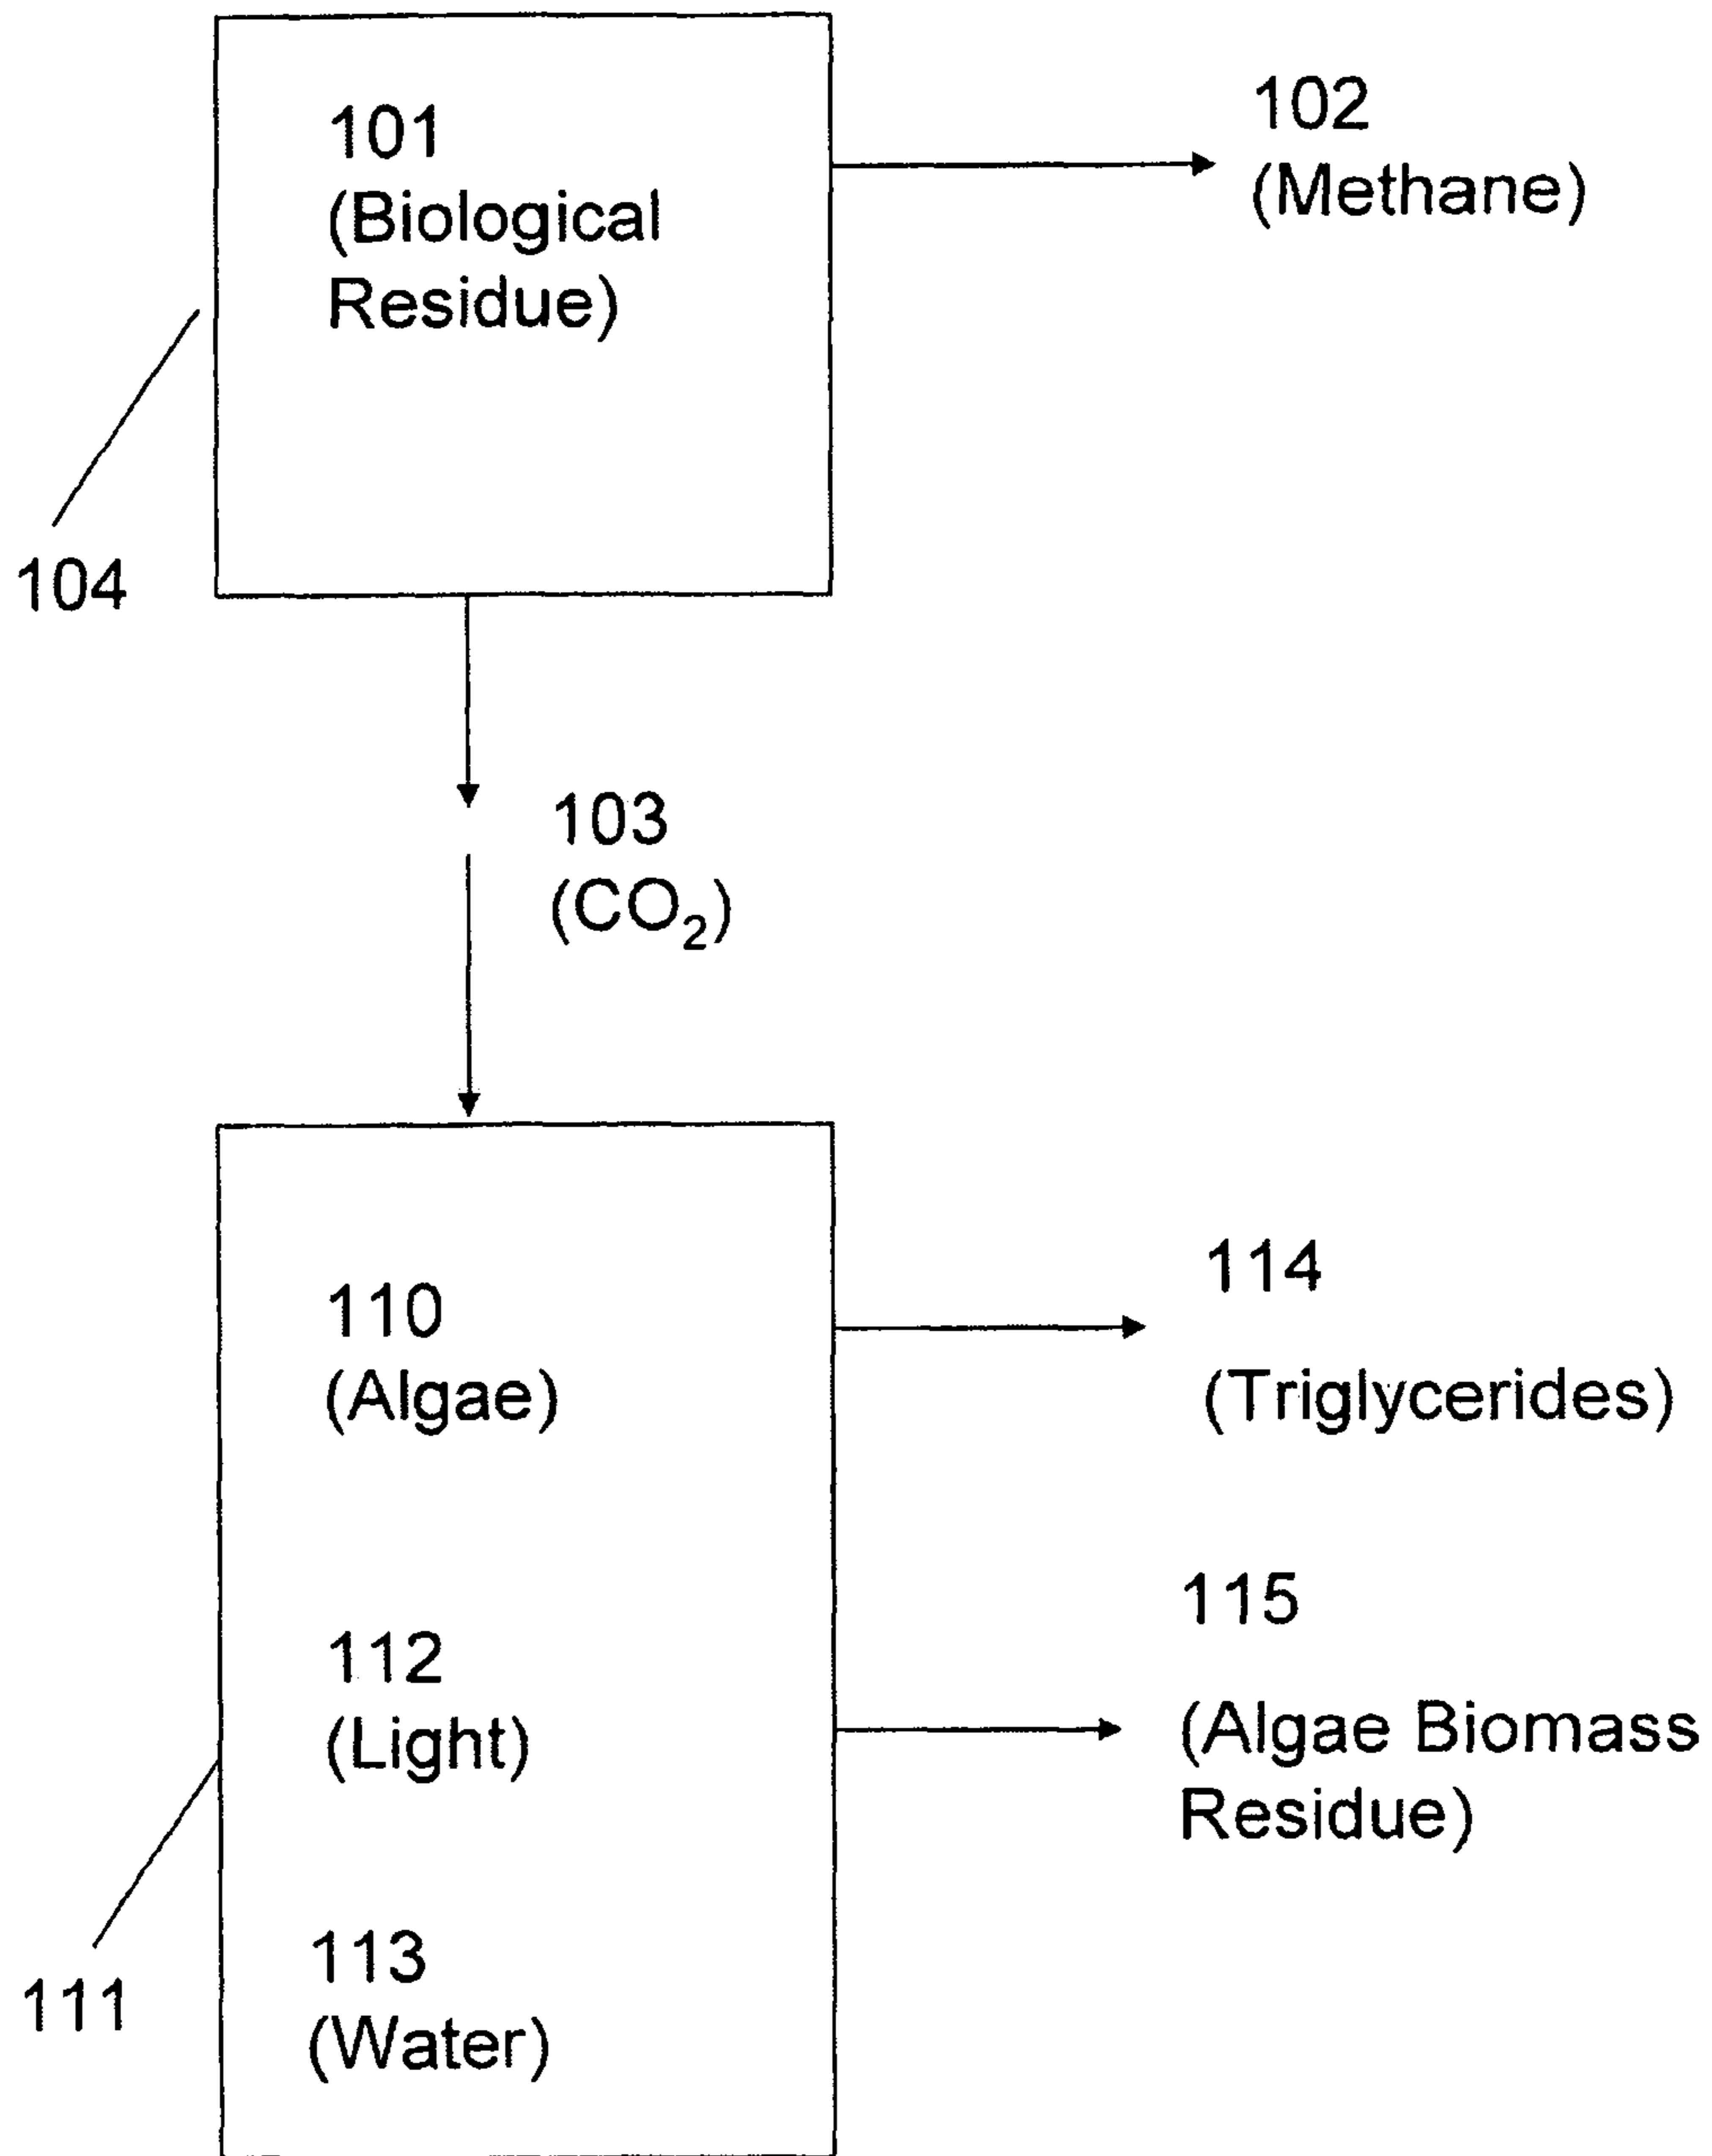 101
(Biological
Residue)
102
(Methane)
104
103
(CO₂)
110
(Algae)
114
(Triglycerides)
112
(Light)
115
(Algae Biomass
Residue)
111
113
(Water)